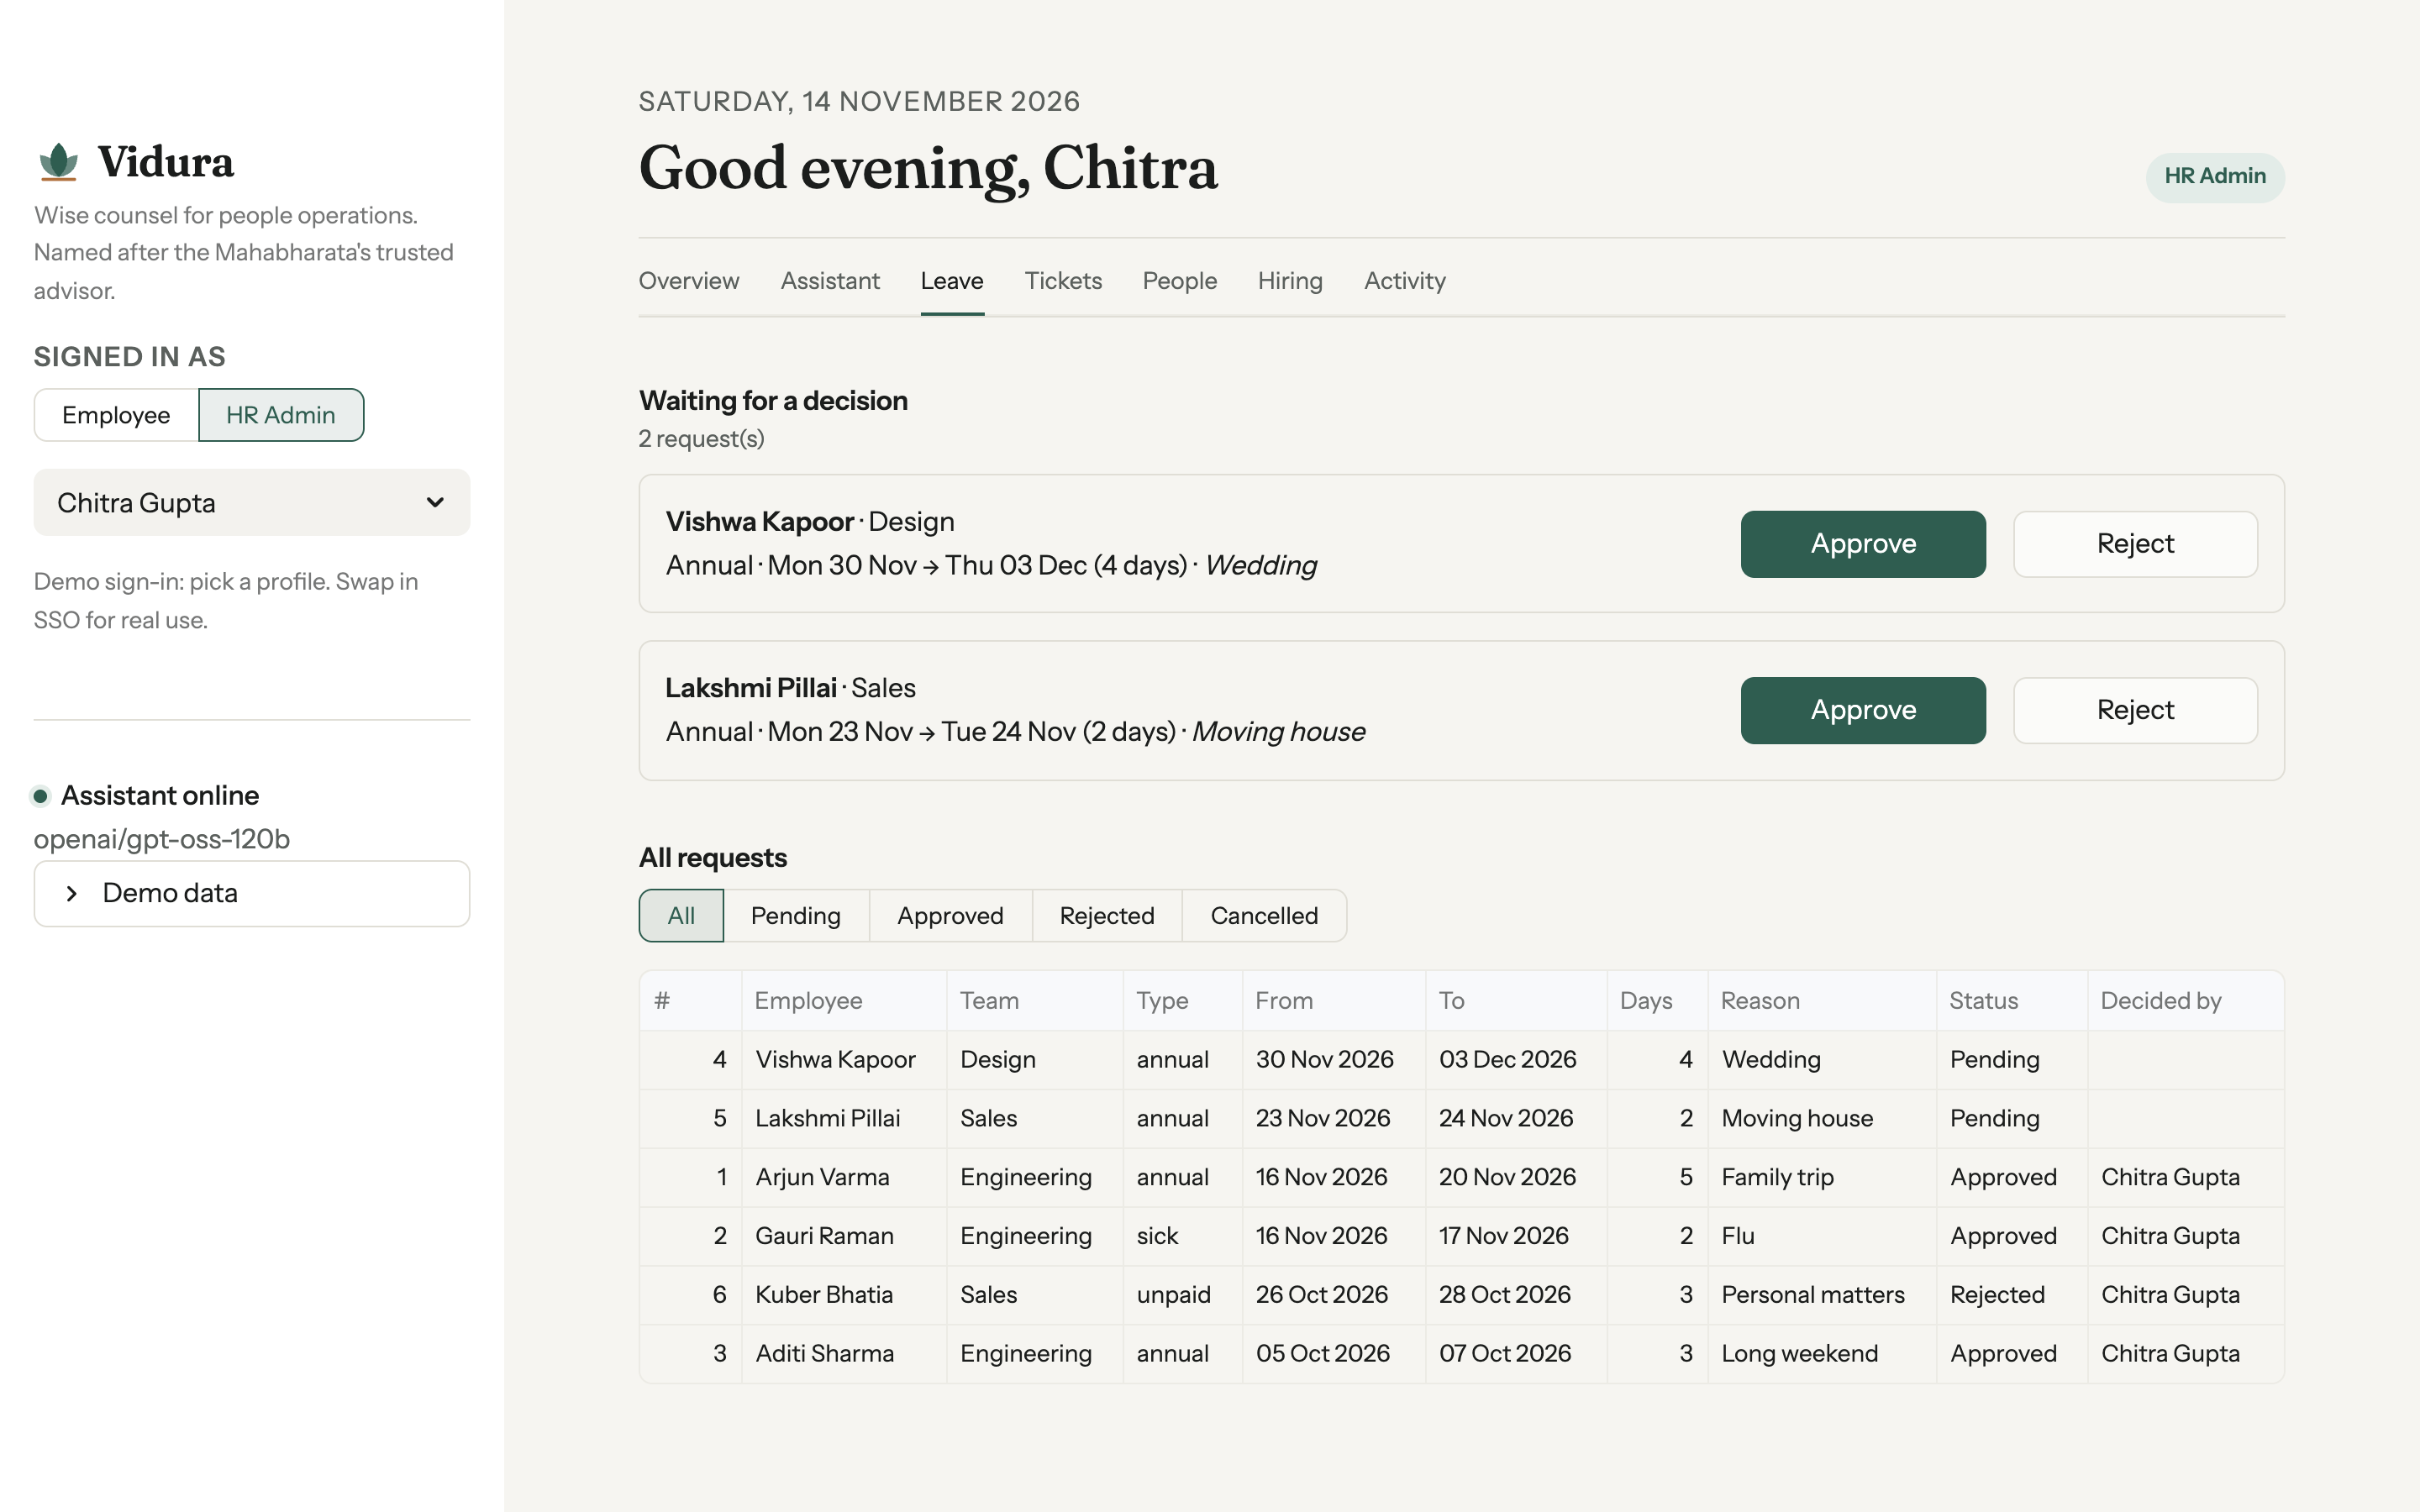 Vidura
Wise counsel for people operations.
Named after the Mahabharata's trusted
advisor.
SIGNED IN AS
Employee HR Admin
Chitra Gupta
Demo sign-in: pick a profile. Swap in
SSO for real use.
Assistant online
openai/gpt-oss-120b
Demo data
SATURDAY, 14 NOVEMBER 2026
Good evening, Chitra
HR Admin
Overview Assistant Leave Tickets People Hiring Activity
Waiting for a decision
2 request(s)
Vishwa Kapoor · Design
Annual · Mon 30 Nov → Thu 03 Dec (4 days) · Wedding
Approve Reject
Lakshmi Pillai · Sales
Annual · Mon 23 Nov → Tue 24 Nov (2 days) · Moving house
Approve Reject
All requests
All Pending Approved Rejected Cancelled
# Employee Team Type From To Days Reason Status Decided by
4 Vishwa Kapoor Design annual 30 Nov 2026 03 Dec 2026 4 Wedding Pending
5 Lakshmi Pillai Sales annual 23 Nov 2026 24 Nov 2026 2 Moving house Pending
1 Arjun Varma Engineering annual 16 Nov 2026 20 Nov 2026 5 Family trip Approved Chitra Gupta
2 Gauri Raman Engineering sick 16 Nov 2026 17 Nov 2026 2 Flu Approved Chitra Gupta
6 Kuber Bhatia Sales unpaid 26 Oct 2026 28 Oct 2026 3 Personal matters Rejected Chitra Gupta
3 Aditi Sharma Engineering annual 05 Oct 2026 07 Oct 2026 3 Long weekend Approved Chitra Gupta